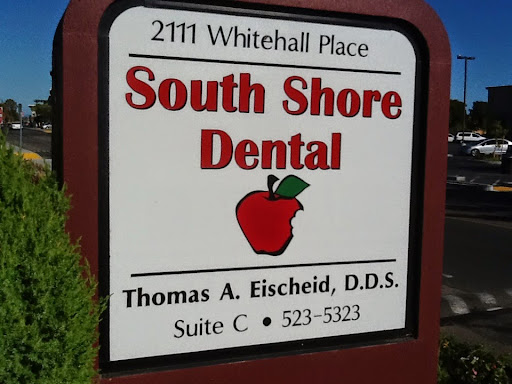 2111 Whitehall Place
South Shore
Dental
Thomas A. Eischeid, D.D.S.
Suite C • 523-5323